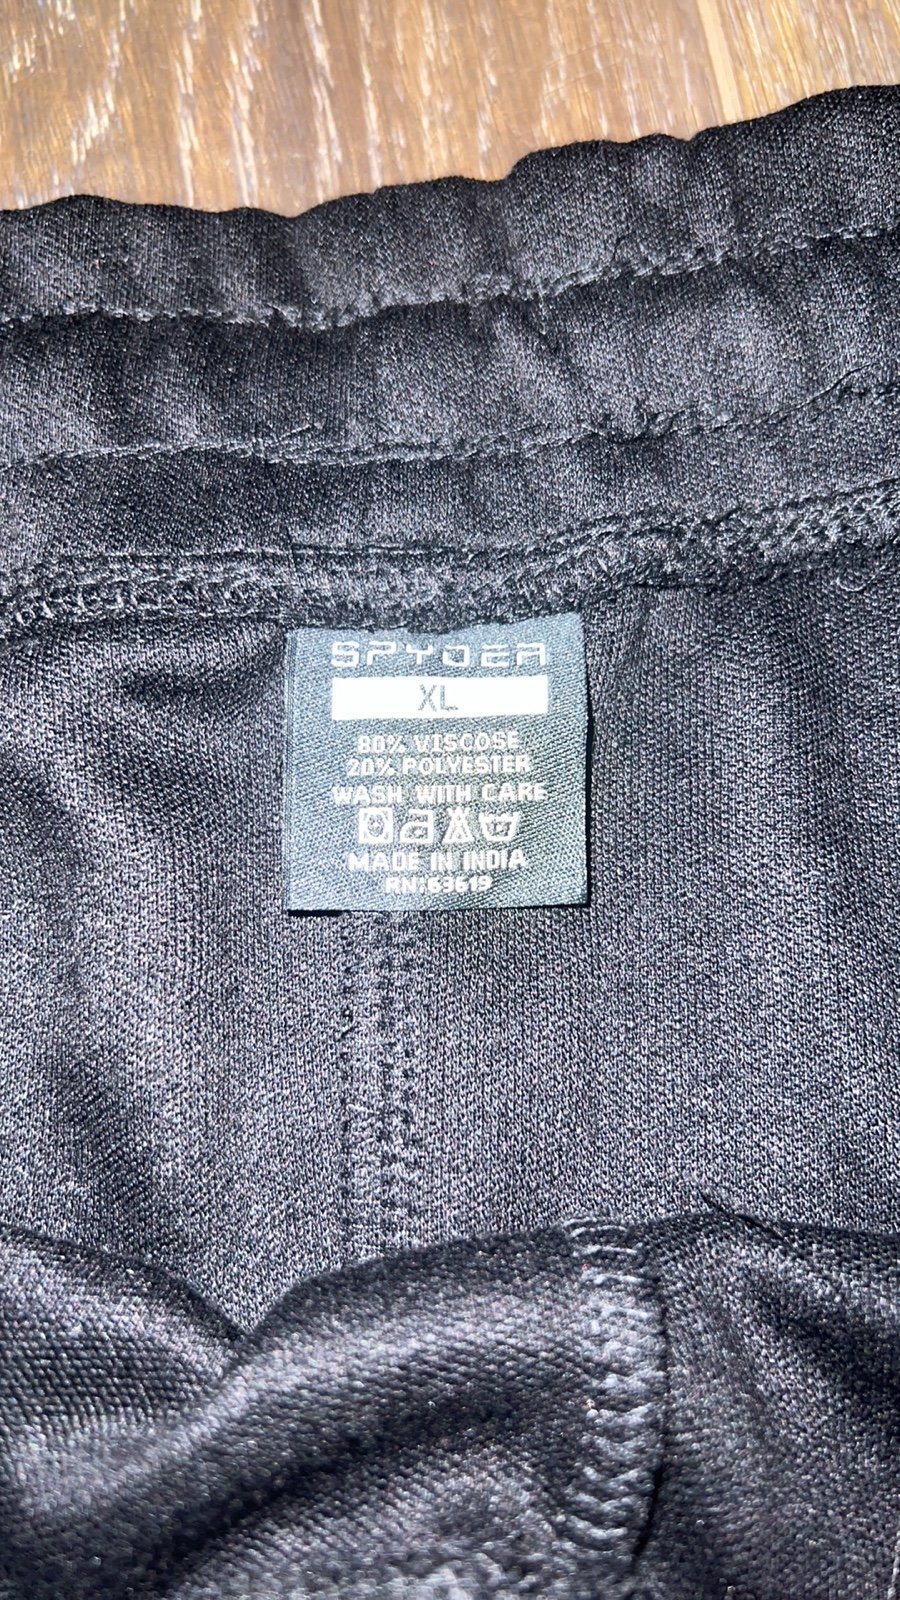 SPYDER
XL
80% VISCOSE
20% POLYESTER
WASH WITH CARE
MADE IN INDIA
RN:63619